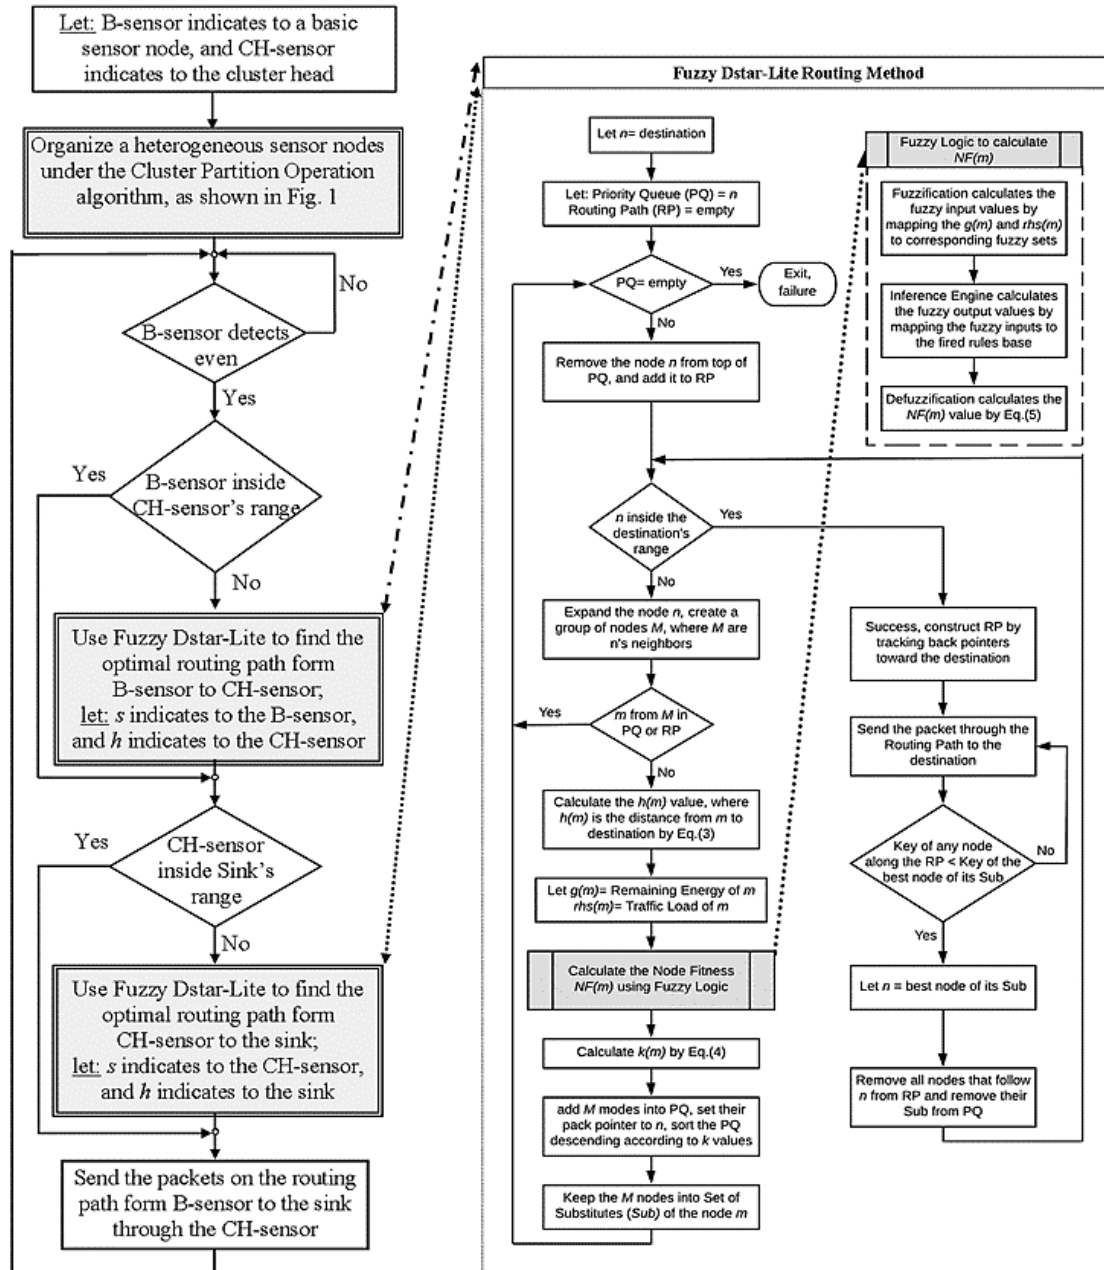 Let: B-sensor indicates to a basic
sensor node, and CH-sensor
indicates to the cluster head
Organize a heterogeneous sensor nodes
under the Cluster Partition Operation
algorithm, as shown in Fig. 1
No
B-sensor detects
even
Yes
Yes
B-sensor inside
CH-sensor's range
No
Use Fuzzy Dstar-Lite to find the
optimal routing path form
B-sensor to CH-sensor;
let: s indicates to the B-sensor,
and h indicates to the CH-sensor
Yes
CH-sensor
inside Sink's
range
No
Use Fuzzy Dstar-Lite to find the
optimal routing path form
CH-sensor to the sink;
let: s indicates to the CH-sensor,
and h indicates to the sink
Send the packets on the routing
path form B-sensor to the sink
through the CH-sensor
Fuzzy Dstar-Lite Routing Method
Let n= destination
Let: Priority Queue (PQ) = n
Routing Path (RP) = empty
PQ= empty
Yes
Exit,
failure
No
Remove the node n from top of
PQ, and add it to RP
n inside the
destination's
range
Yes
No
Expand the node n, create a
group of nodes M, where M are
n's neighbors
Yes
m from M in
PQ or RP
No
Calculate the h(m) value, where
h(m) is the distance from m to
destination by Eq.(3)
Let g(m)= Remaining Energy of m
rhs(m)= Traffic Load of m
Calculate the Node Fitness
NF(m) using Fuzzy Logic
Calculate k(m) by Eq.(4)
add M modes into PQ, set their
pack pointer to n, sort the PQ
descending according to k values
Keep the M nodes into Set of
Substitutes (Sub) of the node m
Fuzzy Logic to calculate
NF(m)
Fuzzification calculates the
fuzzy input values by
mapping the g(m) and rhs(m)
to corresponding fuzzy sets
Inference Engine calculates
the fuzzy output values by
mapping the fuzzy inputs to
the fired rules base
Defuzzification calculates the
NF(m) value by Eq.(5)
Success, construct RP by
tracking back pointers
toward the destination
Send the packet through the
Routing Path to the
destination
Key of any node
along the RP < Key of the
best node of its Sub
No
Yes
Let n = best node of its Sub
Remove all nodes that follow
n from RP and remove their
Sub from PQ